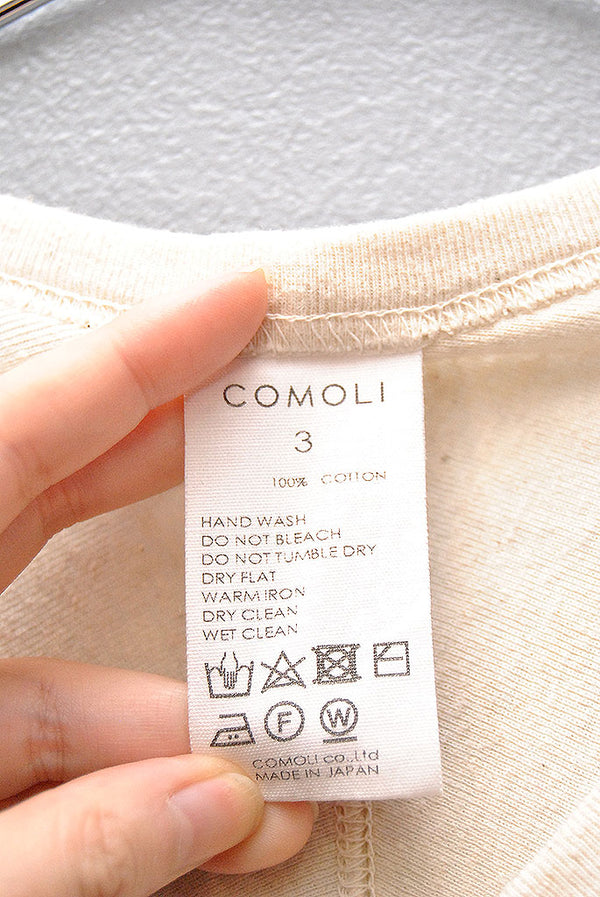 COMOLI
3
100% COTTON
HAND WASH
DO NOT BLEACH
DO NOT TUMBLE DRY
DRY FLAT
WARM IRON
DRY CLEAN
WET CLEAN
F W
COMOLI co.,Ltd
MADE IN JAPAN